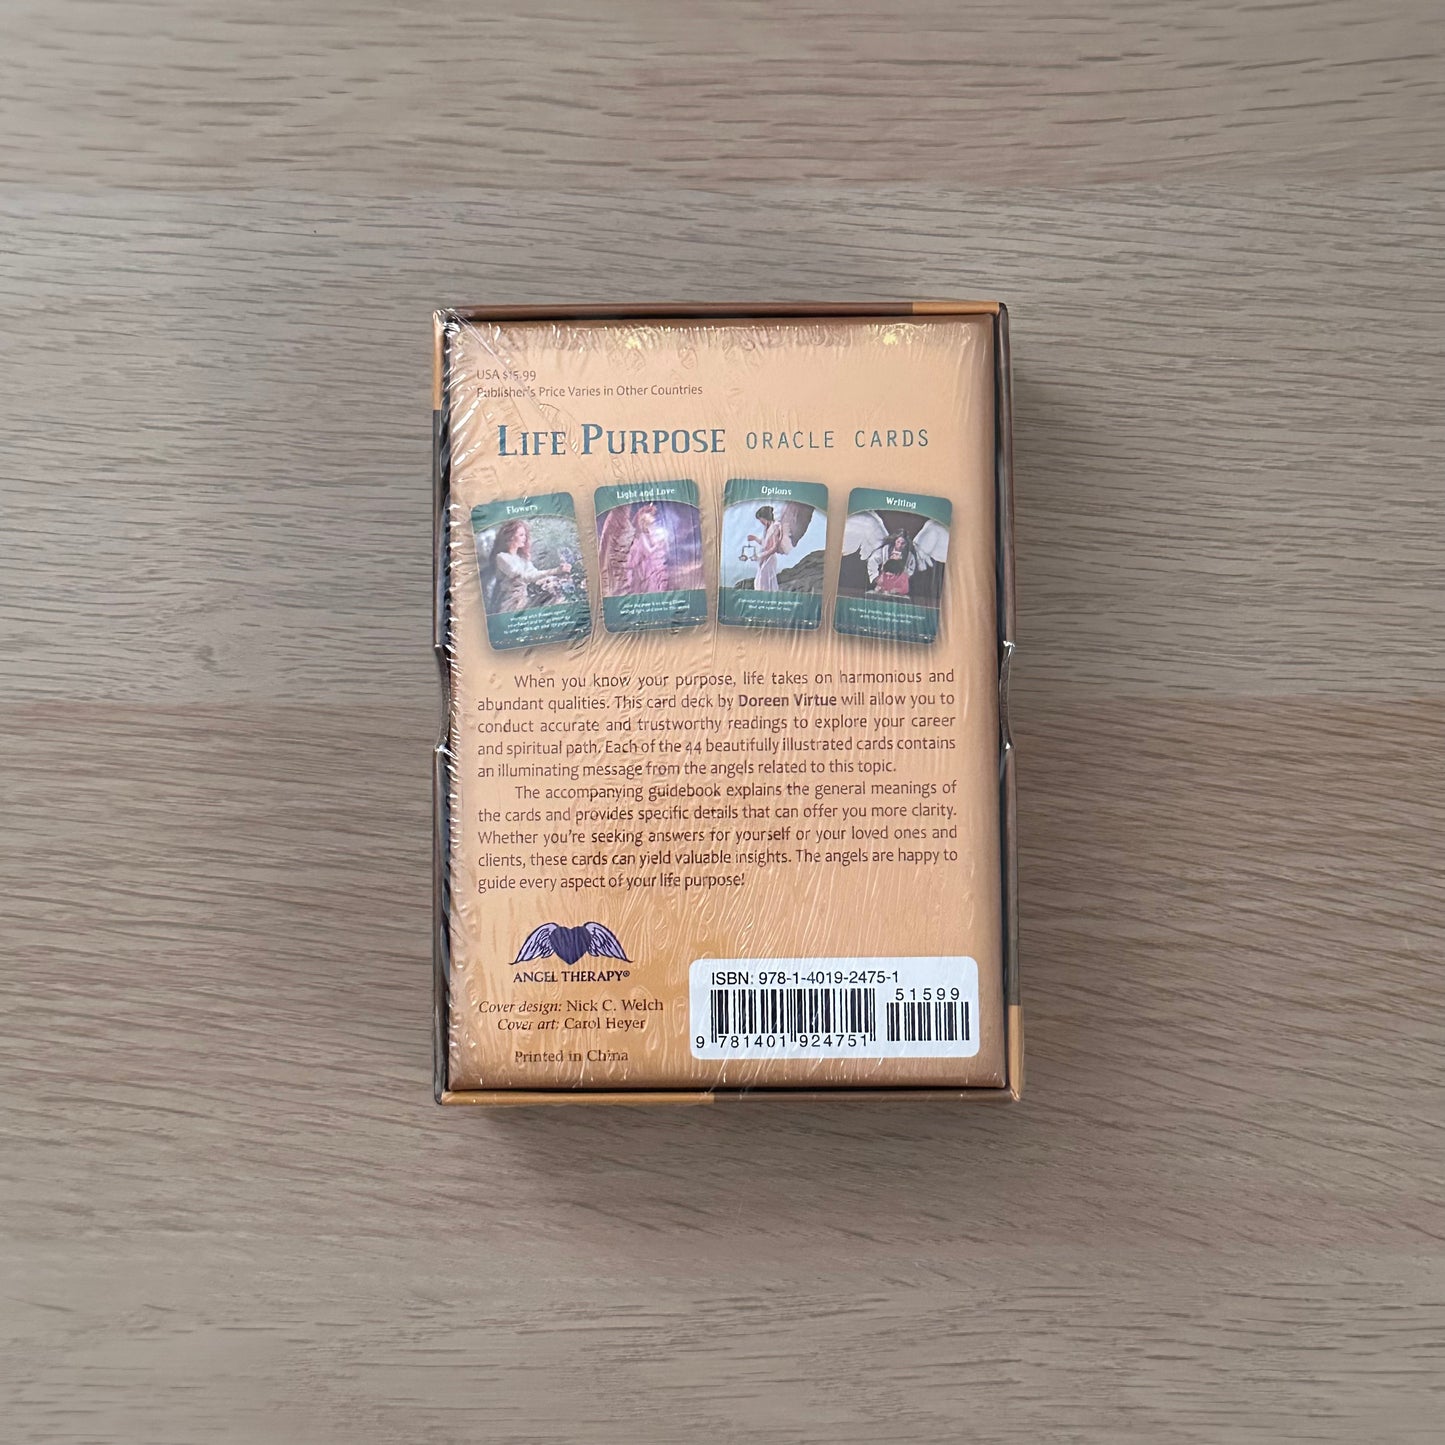 USA $15.99
Publisher's Price Varies in Other Countries
LIFE PURPOSE ORACLE CARDS
Flowers
Light and Love
Options
Writing
When you know your purpose, life takes on harmonious and
abundant qualities. This card deck by Doreen Virtue will allow you to
conduct accurate and trustworthy readings to explore your career
and spiritual path. Each of the 44 beautifully illustrated cards contains
an illuminating message from the angels related to this topic.
The accompanying guidebook explains the general meanings of
the cards and provides specific details that can offer you more clarity.
Whether you're seeking answers for yourself or your loved ones and
clients, these cards can yield valuable insights. The angels are happy to
guide every aspect of your life purpose!
ANGEL THERAPY®
Cover design: Nick C. Welch
Cover art: Carol Heyer
Printed in China
ISBN: 978-1-4019-2475-1
51599
9 781401 924751